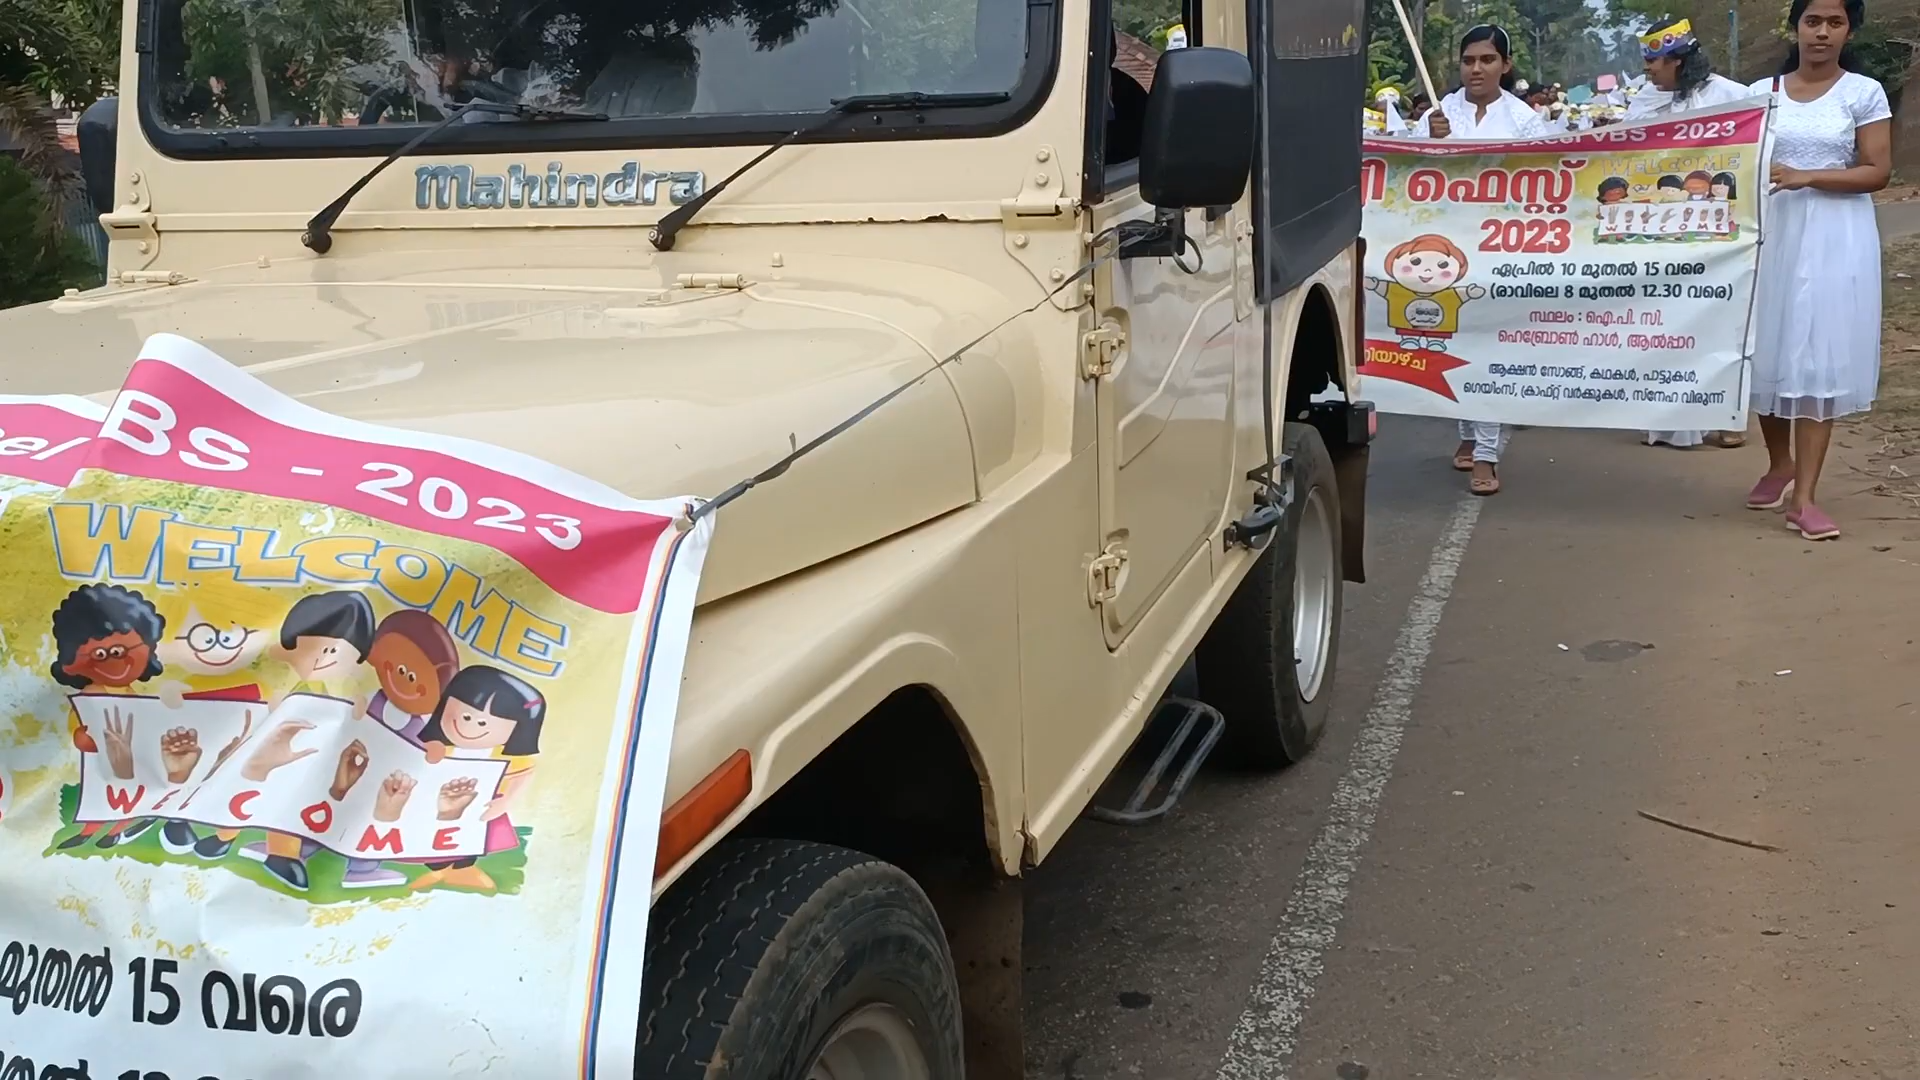 Mahindra
BS - 2023
WELCOME
WELCOME
മുതൽ 15 വരെ
VBS - 2023
ഫെസ്റ്റ്
2023
WELCOME
WELCOME
ഏപ്രിൽ 10 മുതൽ 15 വരെ
(രാവിലെ 8 മുതൽ 12.30 വരെ)
സ്ഥലം : ഐ.പി. സി.
ഹെബ്രോൺ ഹാൾ, ആൽപ്പാറ
ആക്ഷൻ സോങ്ങ്, കഥകൾ, പാട്ടുകൾ,
ഗെയിംസ്, ക്രാഫ്റ്റ് വർക്കുകൾ, സ്നേഹ വിരുന്ന്